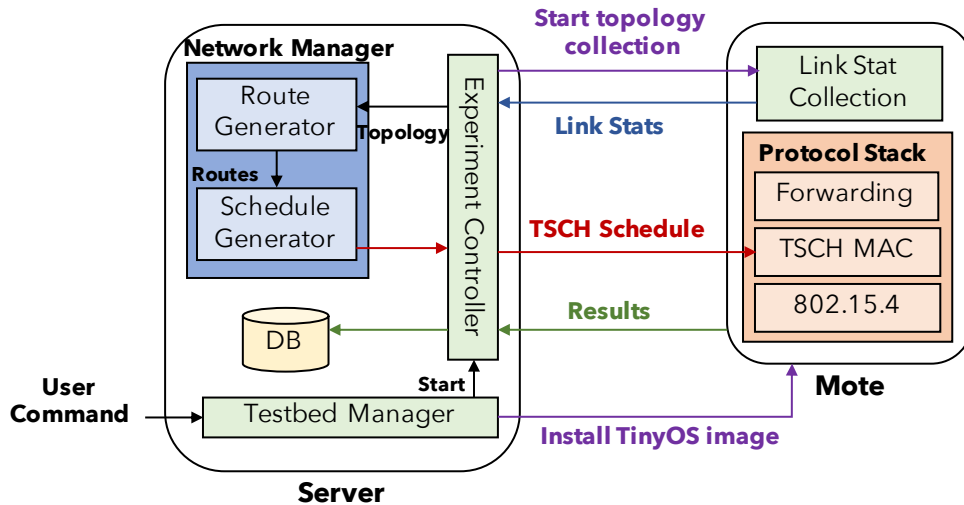 Start topology
collection
Network Manager
Route
Generator
Topology
Routes
Schedule
Generator
Experiment Controller
Link Stats
Link Stat
Collection
Protocol Stack
Forwarding
TSCH Schedule
TSCH MAC
802.15.4
Results
DB
Start
Mote
User
Command
Testbed Manager
Install TinyOS image
Server